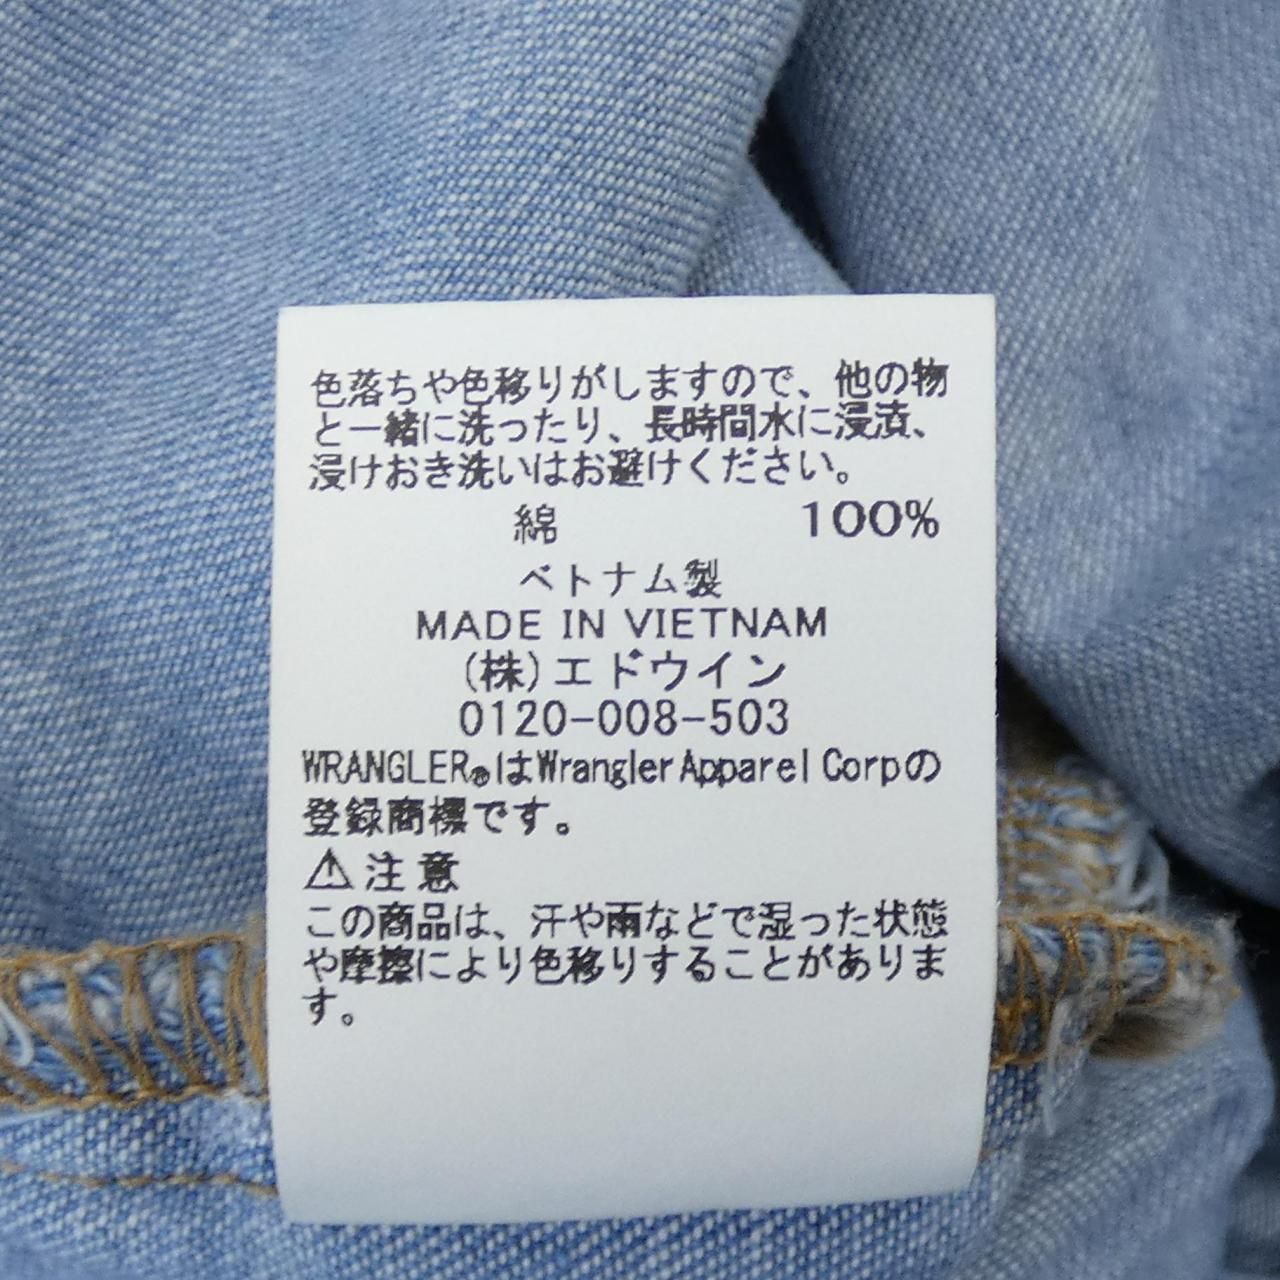 色落ちや色移りがしますので、他の物
と一緒に洗ったり、長時間水に浸漬、
浸けおき洗いはお避けください。
綿 100%
ベトナム製
MADE IN VIETNAM
(株)エドウイン
0120-008-503
WRANGLER®はWrangler Apparel Corpの
登録商標です。
⚠注意
この商品は、汗や雨などで湿った状態
や摩擦により色移りすることがありま
す。